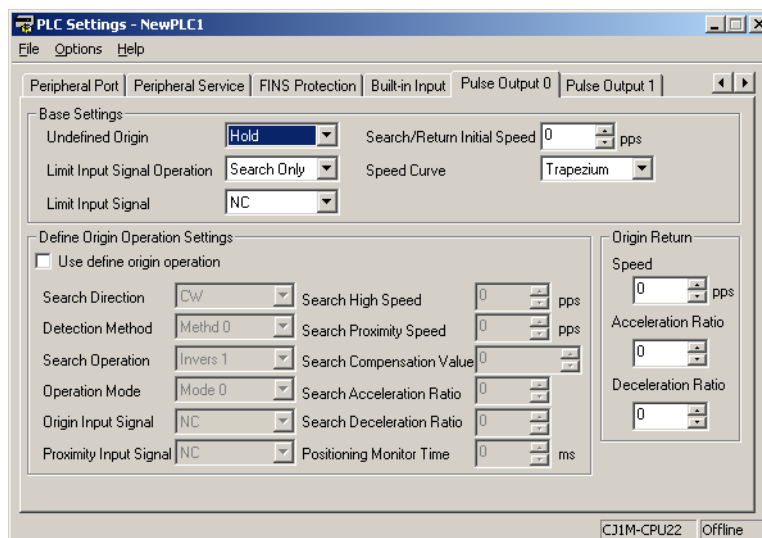 PLC Settings - NewPLC1
File Options Help
Peripheral Port Peripheral Service FINS Protection Built-in Input Pulse Output 0 Pulse Output 1
Base Settings
Undefined Origin Hold Search/Return Initial Speed 0 pps
Limit Input Signal Operation Search Only Speed Curve Trapezium
Limit Input Signal NC
Define Origin Operation Settings
Use define origin operation
Search Direction CW Search High Speed 0 pps
Detection Method Methd 0 Search Proximity Speed 0 pps
Search Operation Invers 1 Search Compensation Value 0
Operation Mode Mode 0 Search Acceleration Ratio 0
Origin Input Signal NC Search Deceleration Ratio 0
Proximity Input Signal NC Positioning Monitor Time 0 ms
Origin Return
Speed
0 pps
Acceleration Ratio
0
Deceleration Ratio
0
CJ1M-CPU22 Offline